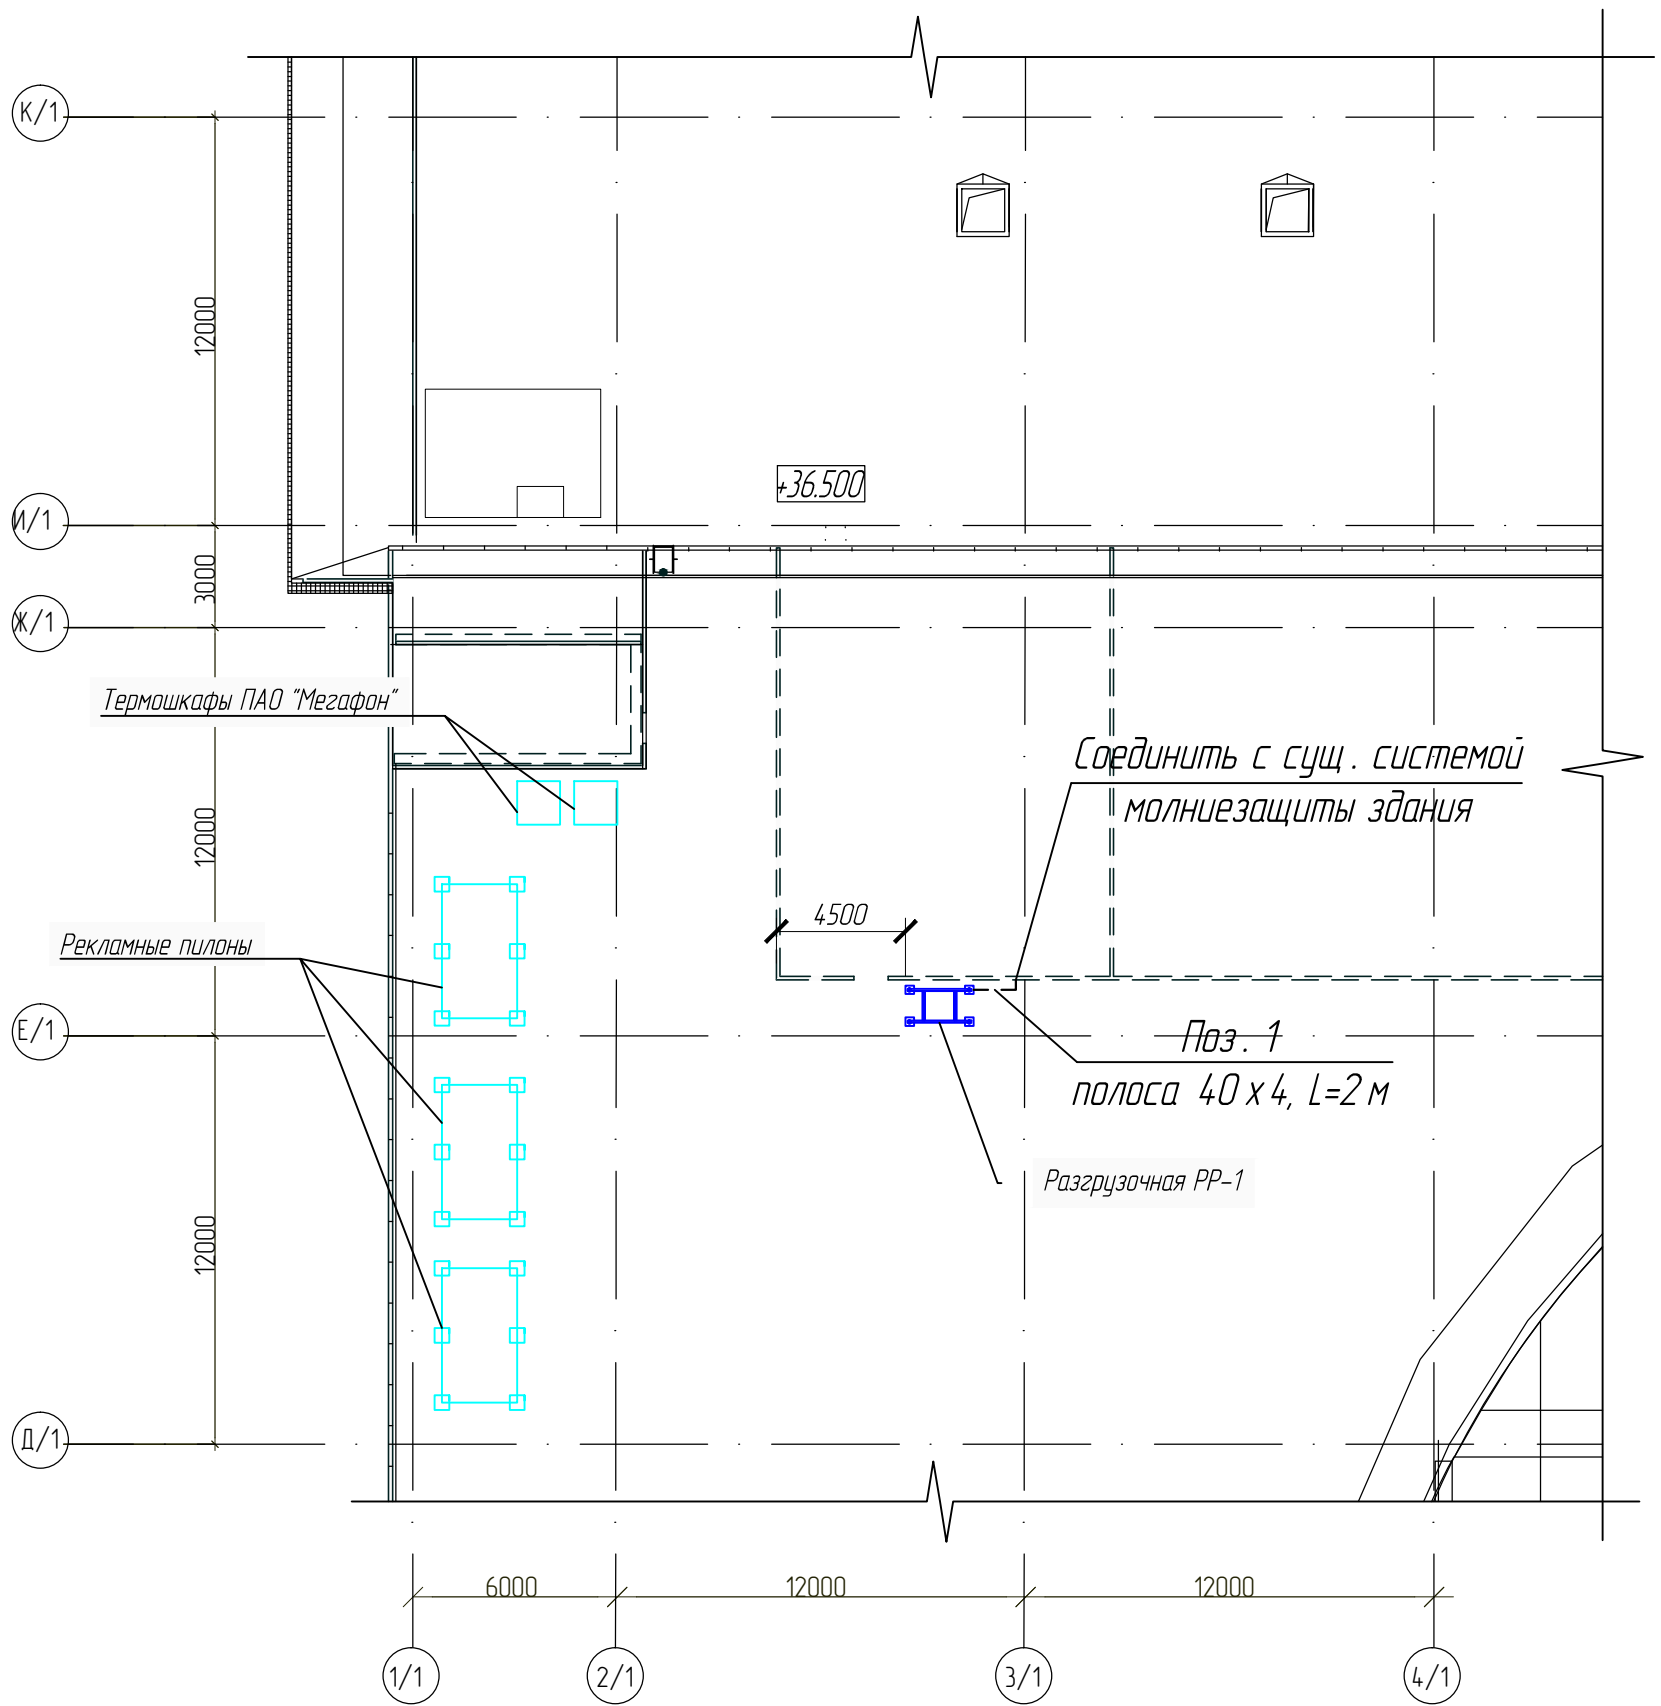 К/1
12000
+36.500
И/1
3000
Ж/1
Термошкафы ПАО "Мегафон"
Соединить с сущ. системой
молниезащиты здания
12000
4500
Рекламные пилоны
Е/1
Поз. 1
полоса 40 х 4, L=2 м
Разгрузочная РР-1
12000
Д/1
6000
12000
12000
1/1
2/1
3/1
4/1